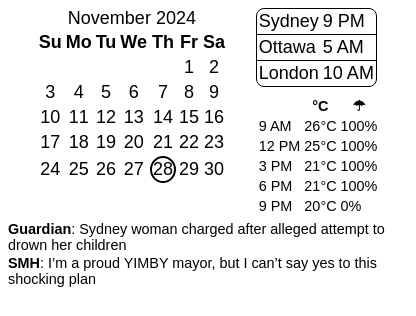 November 2024
Su Mo Tu We Th Fr Sa
1 2
3 4 5 6 7 8 9
10 11 12 13 14 15 16
17 18 19 20 21 22 23
24 25 26 27 28 29 30
Sydney 9 PM
Ottawa 5 AM
London 10 AM
°C ☂
9 AM 26°C 100%
12 PM 25°C 100%
3 PM 21°C 100%
6 PM 21°C 100%
9 PM 20°C 0%
Guardian: Sydney woman charged after alleged attempt to
drown her children
SMH: I’m a proud YIMBY mayor, but I can’t say yes to this
shocking plan